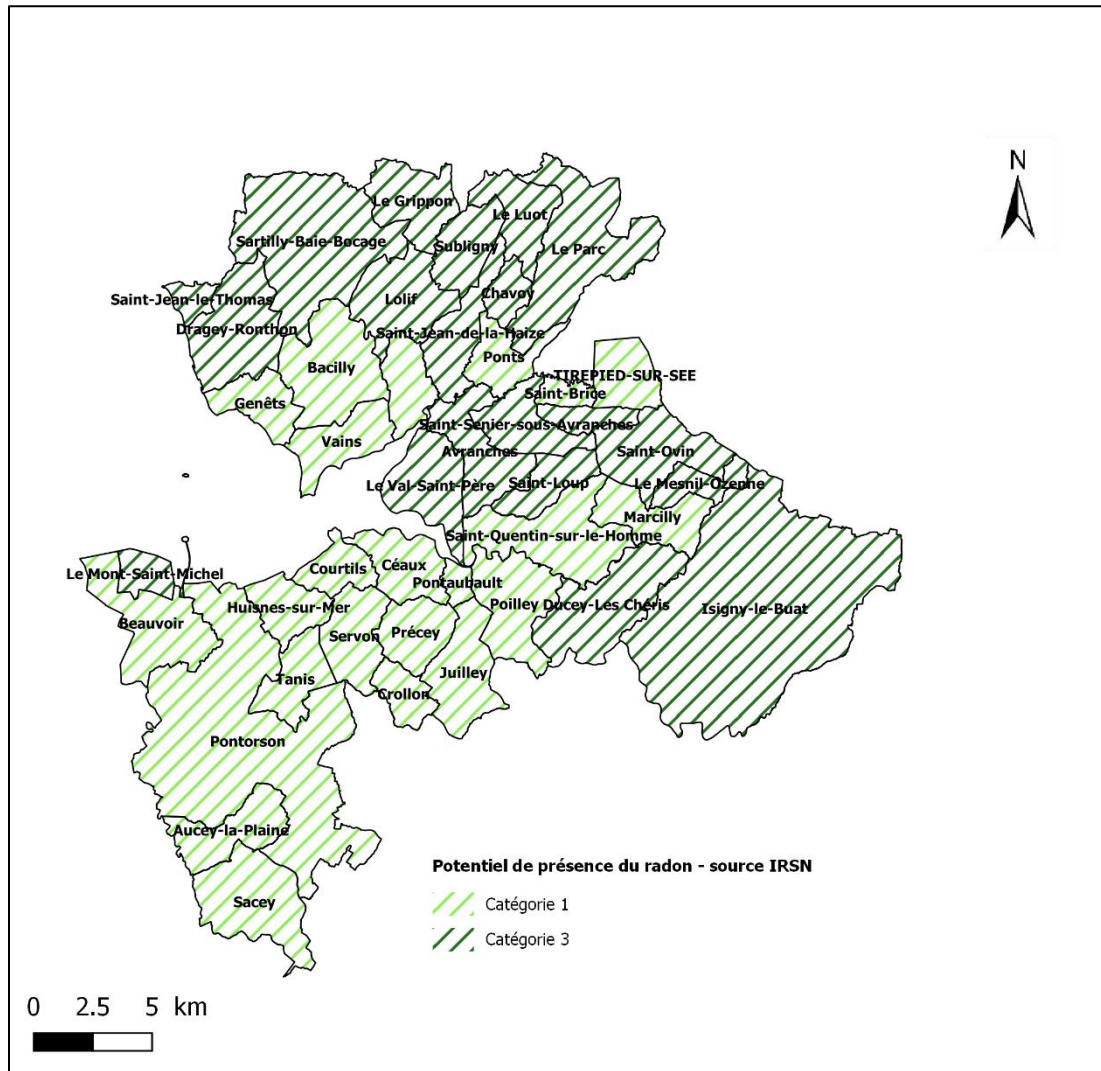 N
Le Grippon
Le Luot
Sartilly-Baie-Bocage
Subligny
Le Parc
Saint-Jean-le-Thomas
Lolif
Chavoy
Dragey-Ronthon
Saint-Jean-de-la-Haize
Bacilly
Ponts
TIREPIED-SUR-SEE
Saint-Brice
Genêts
Saint-Senier-sous-Avranches
Vains
Avranches
Saint-Ovin
Le Val-Saint-Père
Saint-Loup
Le Mesnil-Ozenne
Marcilly
Saint-Quentin-sur-le-Homme
Le Mont-Saint-Michel
Courtils
Céaux
Pontaubault
Huisnes-sur-Mer
Poilley
Ducey-Les Chéris
Isigny-le-Buat
Beauvoir
Servon
Précey
Juilley
Tanis
Crollon
Pontorson
Aucey-la-Plaine
Sacey
Potentiel de présence du radon - source IRSN
Catégorie 1
Catégorie 3
0 2.5 5 km